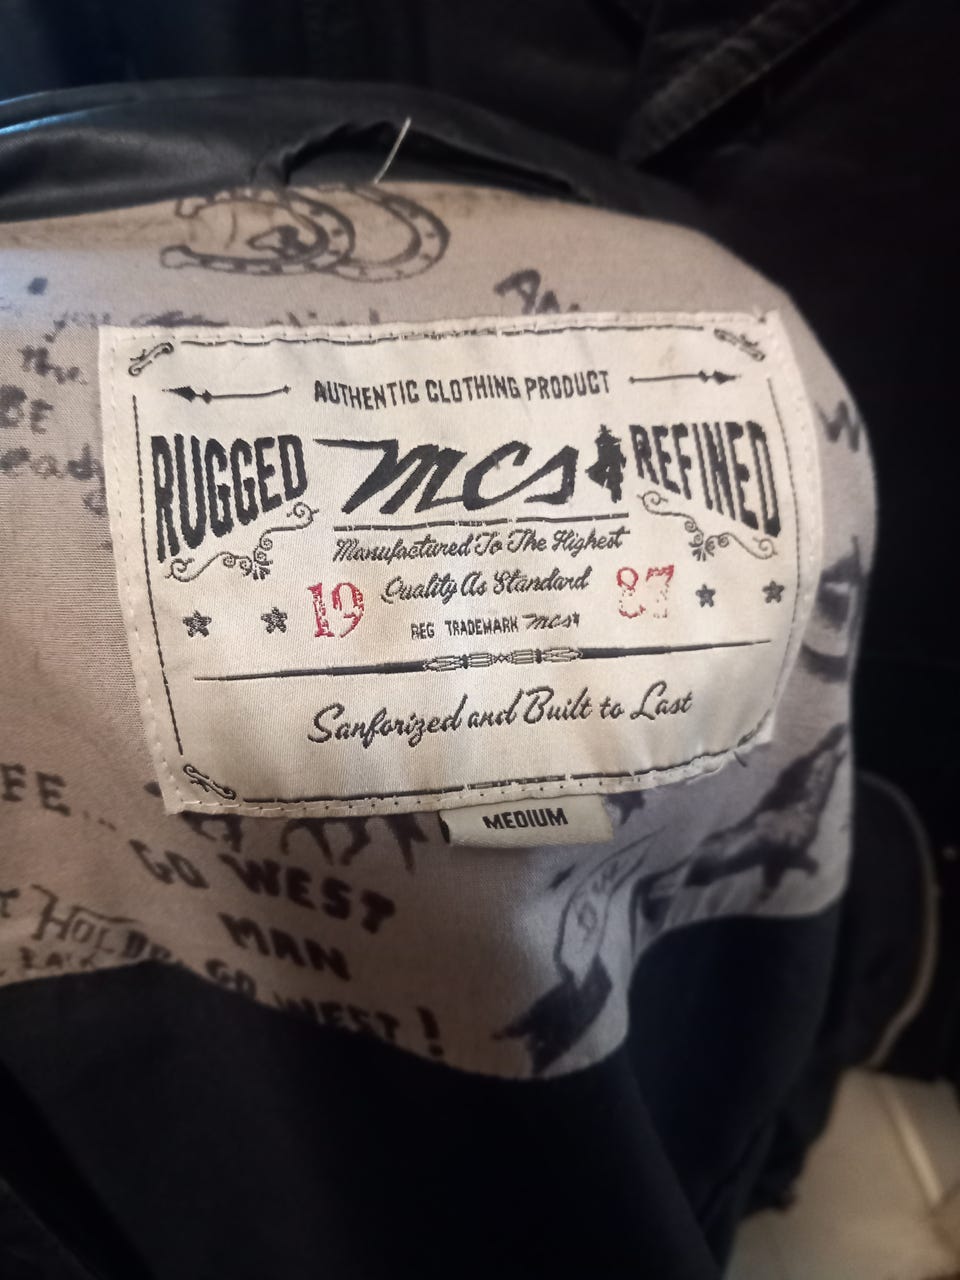 AUTHENTIC CLOTHING PRODUCT
RUGGED mcs REFINED
Manufactured To The Highest
19 Quality As Standard 87
REG TRADEMARK mcs
Sanforized and Built to Last
MEDIUM
GO WEST
MAN
GO WEST!